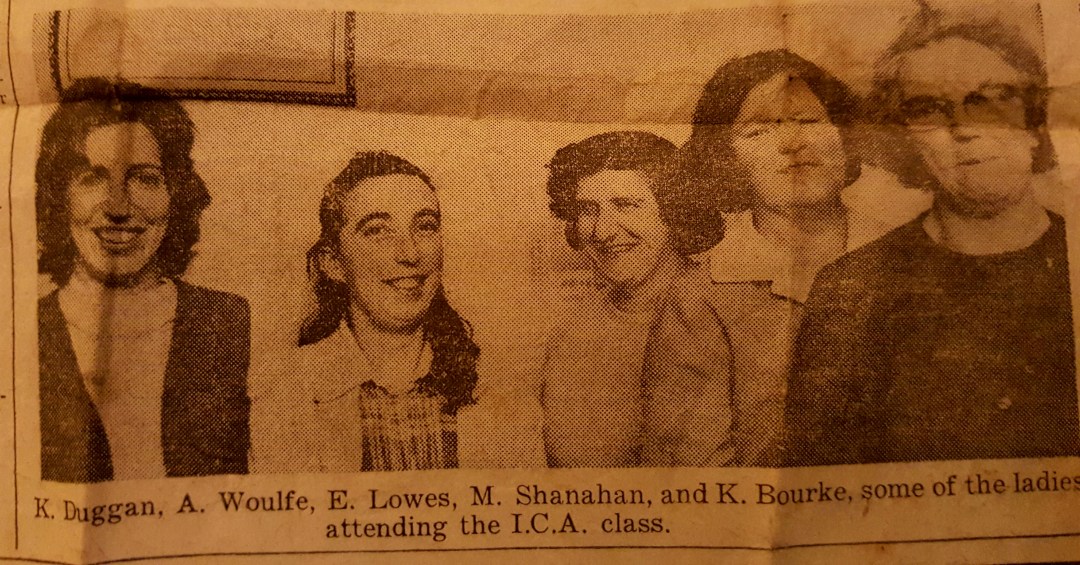 K. Duggan, A. Woulfe, E. Lowes, M. Shanahan, and K. Bourke, some of the ladies
attending the I.C.A. class.